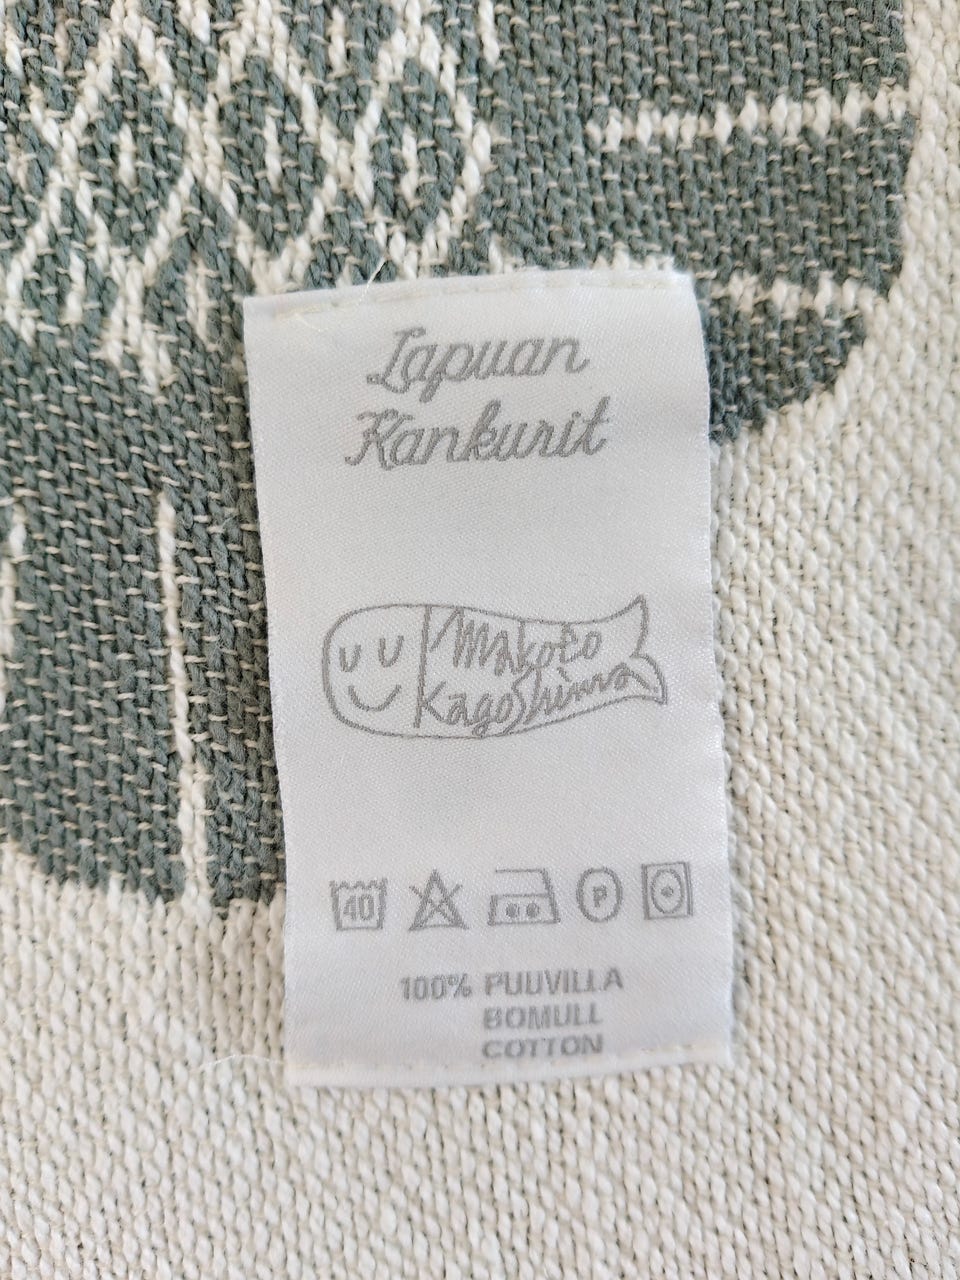 Lapuan
Kankurit
Makoto
Kagoshima.
40
P
100% PUUVILLA
BOMULL
COTTON